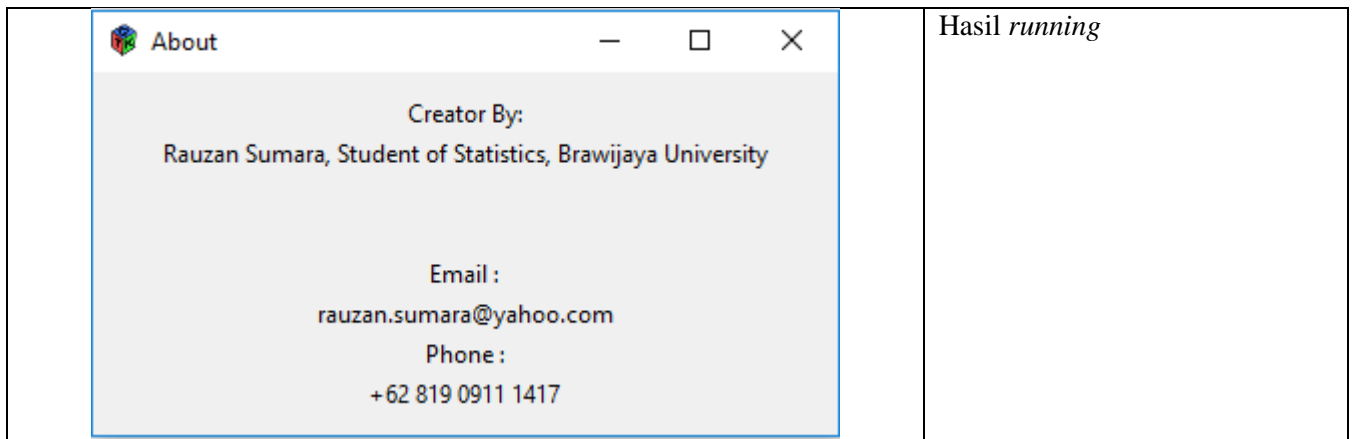 About
Hasil running
Creator By:
Rauzan Sumara, Student of Statistics, Brawijaya University
Email :
rauzan.sumara@yahoo.com
Phone :
+62 819 0911 1417